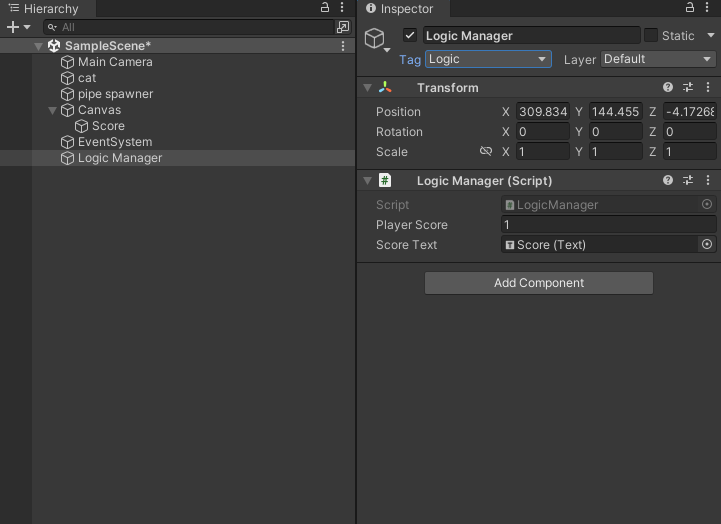 Hierarchy
All
SampleScene*
Main Camera
cat
pipe spawner
Canvas
Score
EventSystem
Logic Manager
Inspector
Logic Manager Static
Tag Logic Layer Default
Transform
Position X 309.834 Y 144.455 Z -4.17268
Rotation X 0 Y 0 Z 0
Scale X 1 Y 1 Z 1
# Logic Manager (Script)
Script # LogicManager
Player Score 1
Score Text T Score (Text)
Add Component